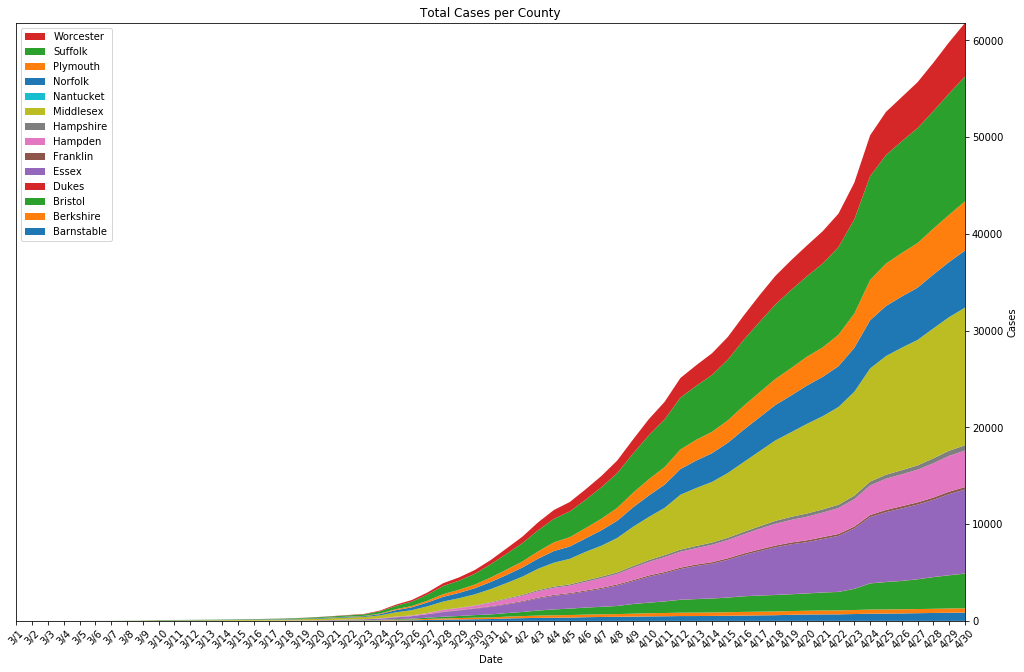 Total Cases per County
Worcester
Suffolk
Plymouth
Norfolk
Nantucket
Middlesex
Hampshire
Hampden
Franklin
Essex
Dukes
Bristol
Berkshire
Barnstable
60000
50000
40000
30000
20000
10000
0
Cases
3/1 3/2 3/3 3/4 3/5 3/6 3/7 3/8 3/9 3/10 3/11 3/12 3/13 3/14 3/15 3/16 3/17 3/18 3/19 3/20 3/21 3/22 3/23 3/24 3/25 3/26 3/27 3/28 3/29 3/30 3/31 4/1 4/2 4/3 4/4 4/5 4/6 4/7 4/8 4/9 4/10 4/11 4/12 4/13 4/14 4/15 4/16 4/17 4/18 4/19 4/20 4/21 4/22 4/23 4/24 4/25 4/26 4/27 4/28 4/29 4/30
Date